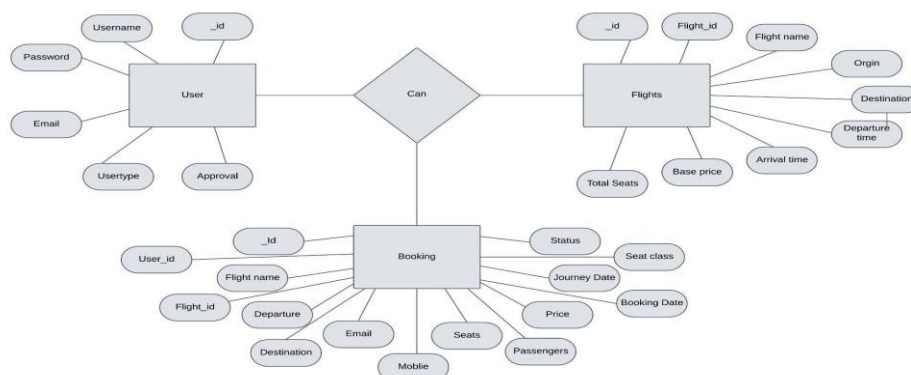 Username
_id
Password
User
Email
Usertype
Approval
Can
_id
Flight_id
Flight name
Orgin
Destination
Departure
time
Arrival time
Base price
Total Seats
Flights
_Id
User_id
Flight name
Flight_id
Departure
Destination
Email
Moblie
Seats
Passengers
Price
Booking Date
Journey Date
Seat class
Status
Booking